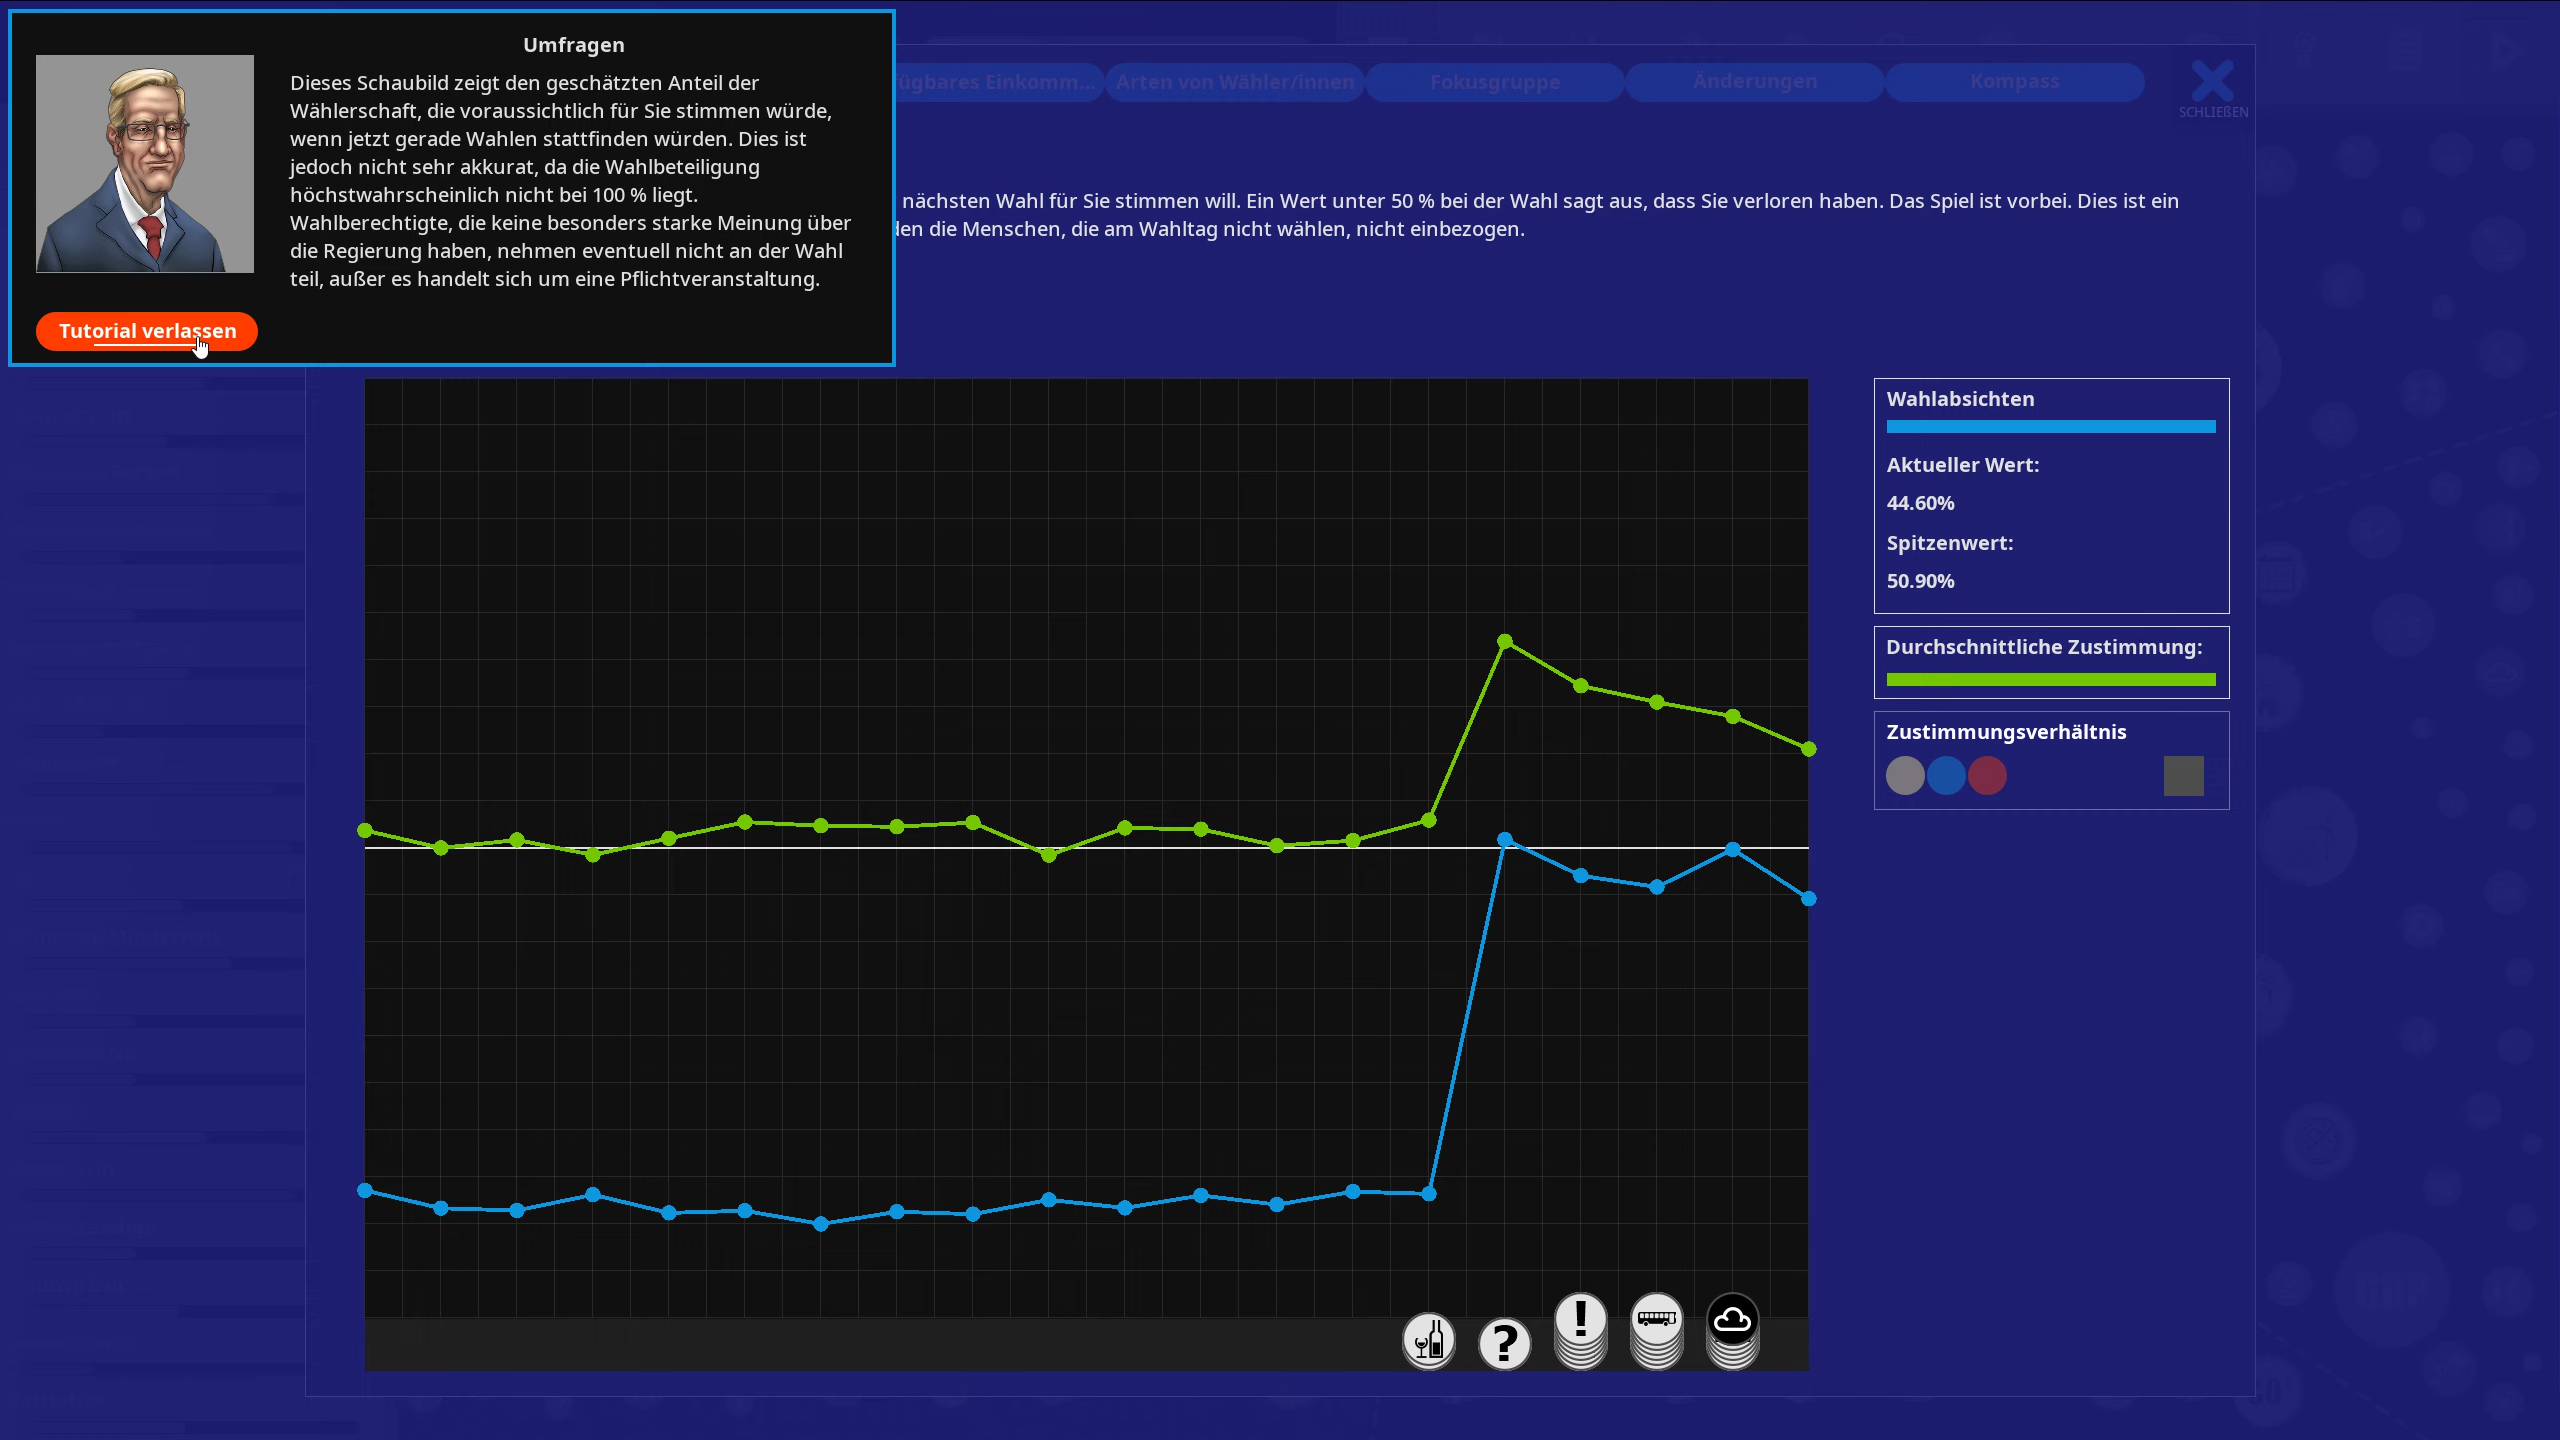 Umfragen
Dieses Schaubild zeigt den geschätzten Anteil der
Wählerschaft, die voraussichtlich für Sie stimmen würde,
wenn jetzt gerade Wahlen stattfinden würden. Dies ist
jedoch nicht sehr akkurat, da die Wahlbeteiligung
höchstwahrscheinlich nicht bei 100 % liegt.
Wahlberechtigte, die keine besonders starke Meinung über
die Regierung haben, nehmen eventuell nicht an der Wahl
teil, außer es handelt sich um eine Pflichtveranstaltung.
Tutorial verlassen
Einkomm... Arten von Wähler/innen Fokusgruppe Änderungen Kompass
SCHLIEẞEN
nächsten Wahl für Sie stimmen will. Ein Wert unter 50 % bei der Wahl sagt aus, dass Sie verloren haben. Das Spiel ist vorbei. Dies ist ein
die Menschen, die am Wahltag nicht wählen, nicht einbezogen.
Wahlabsichten
Aktueller Wert:
44.60%
Spitzenwert:
50.90%
Durchschnittliche Zustimmung:
Zustimmungsverhältnis